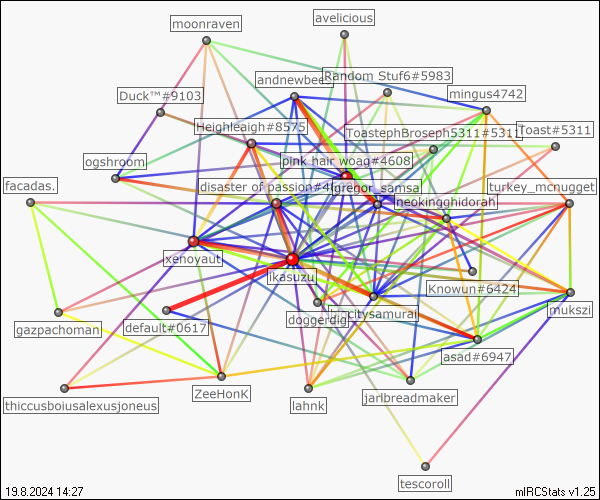 moonraven
avelicious
andnewbee
Random Stuf6#5983
Duck™#9103
mingus4742
Heighleaigh#8575
ToastephBroseph5311#5311
Toast#5311
ogshroom
pink hair woag#4608
facadas.
disaster of passion#4
gregor_samsa
turkey_mcnugget
neokingghidorah
xenoyaut
ikasuzu
Knowun#6424
mukszi
gazpachoman
default#0617
doggerdigh
citysamurai
asad#6947
thiccusboiusalexusjoneus
ZeeHonK
lahnk
jarlbreadmaker
tescoroll
19.8.2024 14:27
mIRCStats v1.25